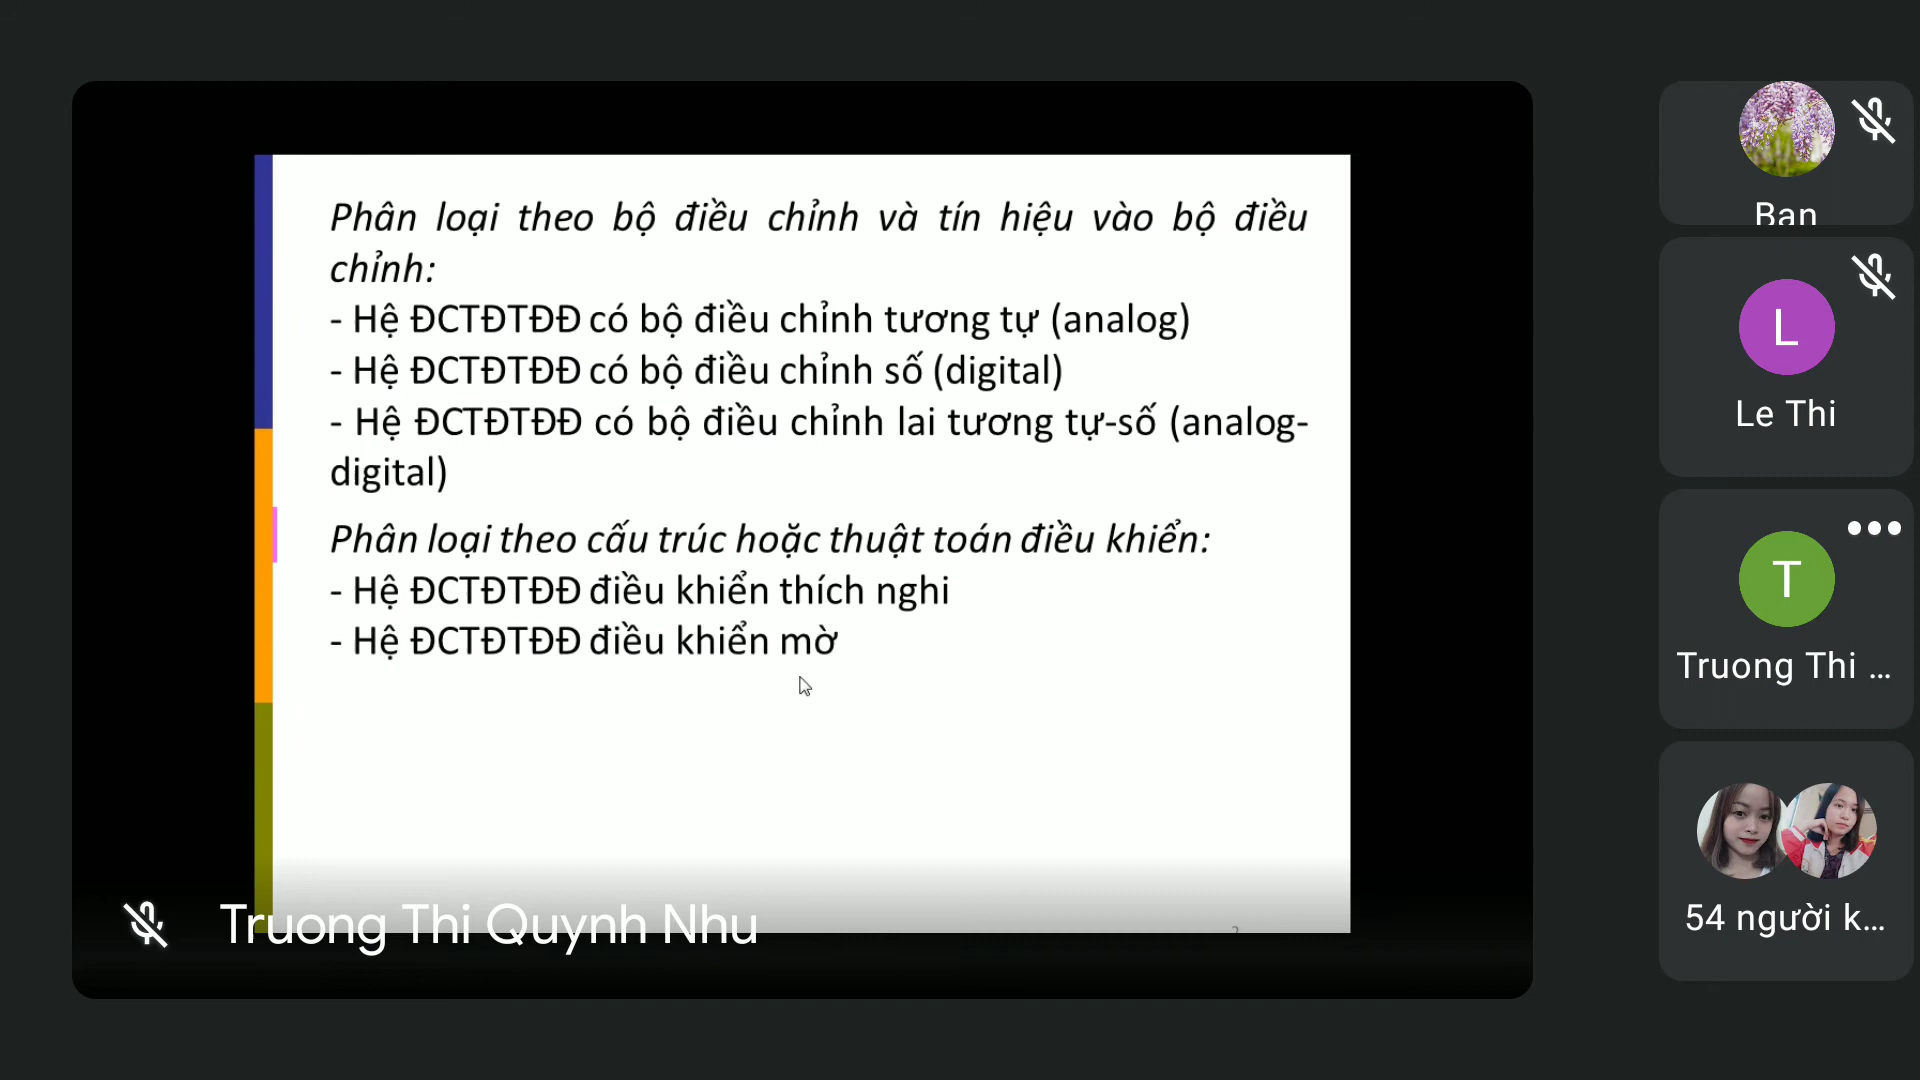 Phân loại theo bộ điều chỉnh và tín hiệu vào bộ điều
chỉnh:
- Hệ ĐCTĐTĐĐ có bộ điều chỉnh tương tự (analog)
- Hệ ĐCTĐTĐĐ có bộ điều chỉnh số (digital)
- Hệ ĐCTĐTĐĐ có bộ điều chỉnh lai tương tự-số (analog-
digital)
Phân loại theo cấu trúc hoặc thuật toán điều khiển:
- Hệ ĐCTĐTĐĐ điều khiển thích nghi
- Hệ ĐCTĐTĐĐ điều khiển mờ
Truong Thi Quynh Nhu
L
Le Thi
T
Truong Thi ...
54 người k...